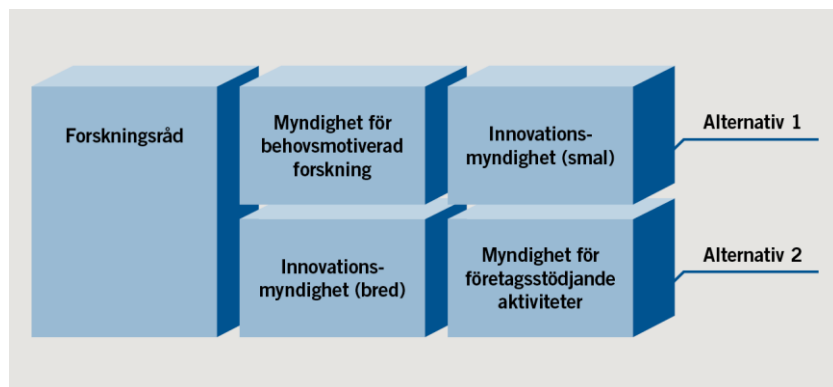 Forskningsråd
Myndighet för
behovsmotiverad
forskning
Innovations-
myndighet (smal)
Alternativ 1
Innovations-
myndighet (bred)
Myndighet för
företagsstödjande
aktiviteter
Alternativ 2